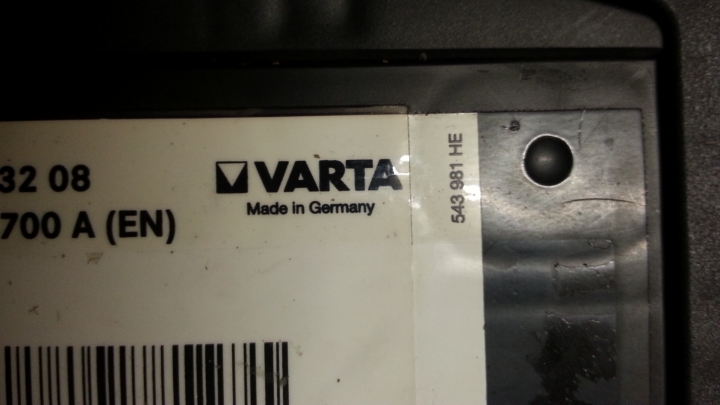 32 08
VARTA
700 A (EN)
Made in Germany
543 981 HE